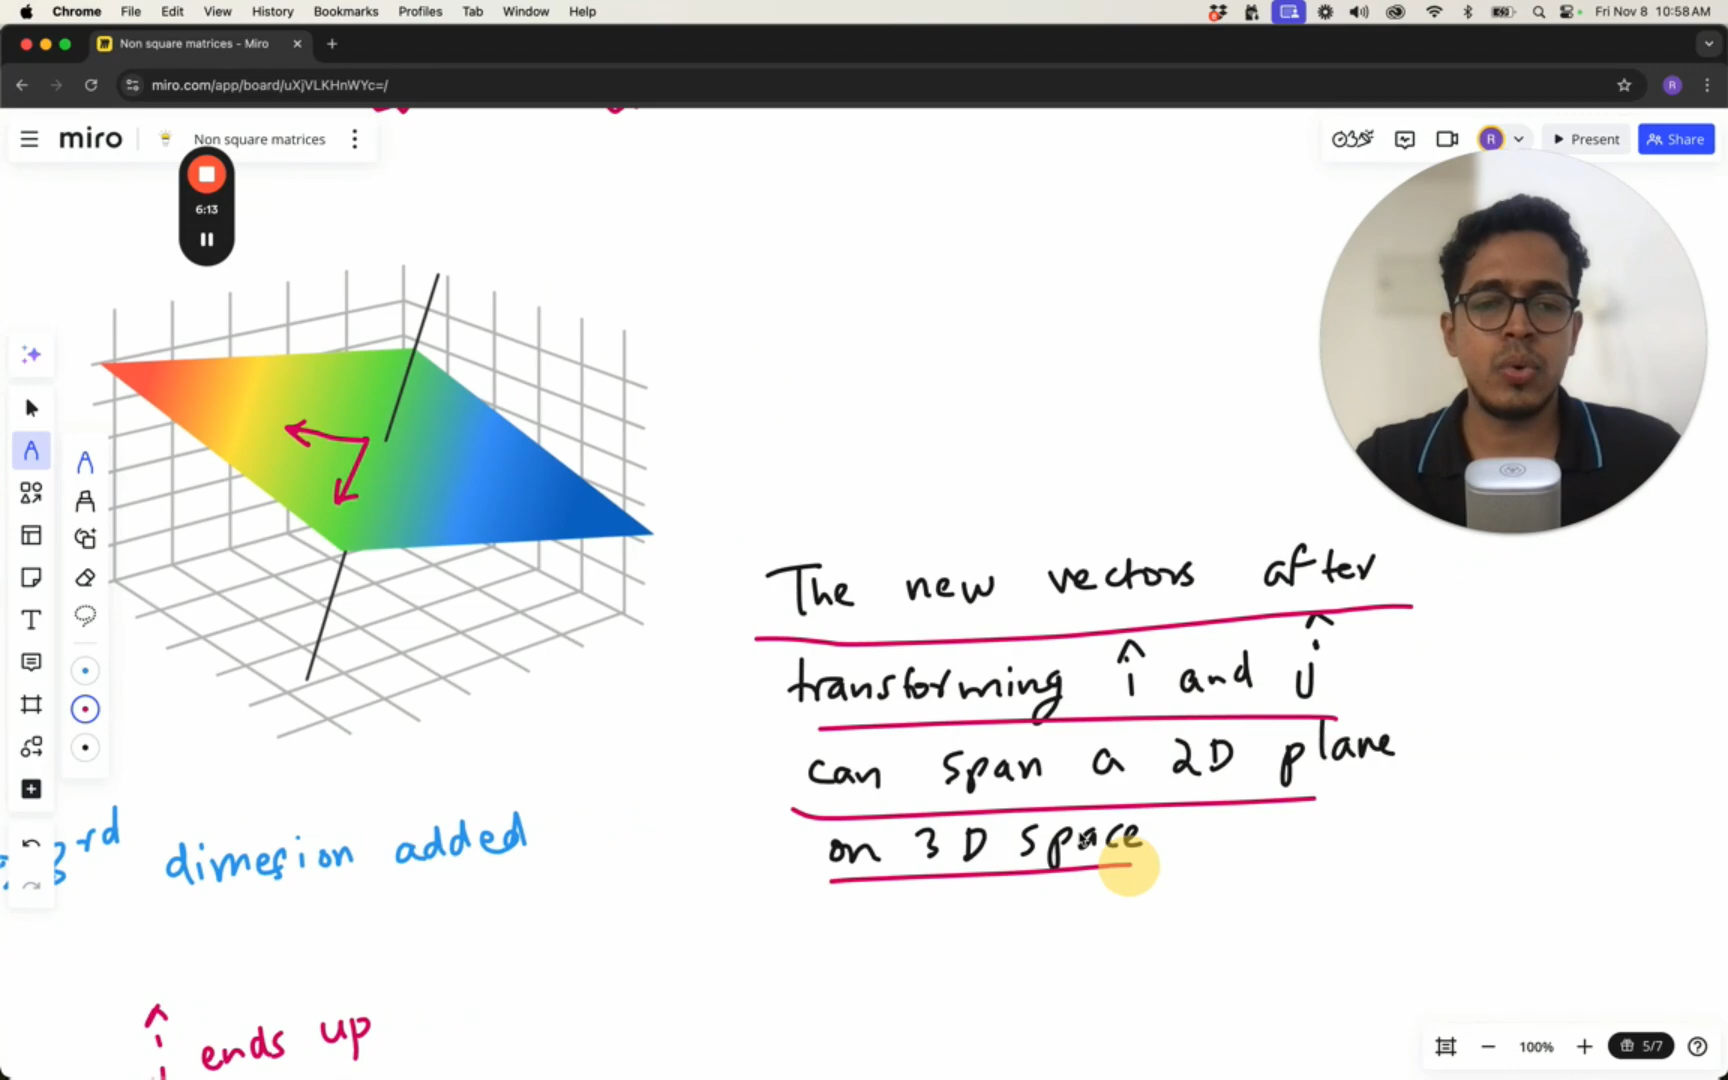 Chrome File Edit View History Bookmarks Profiles Tab Window Help Fri Nov 8 10:58 AM
Non square matrices - Miro
miro.com/app/board/uXjVLKHnWYc=/ R
miro Non square matrices R Present Share
6:13
The new vectors after
transforming î and ĵ
can span a 2D plane
on 3D space
3rd dimesion added
î ends up
100% 5/7